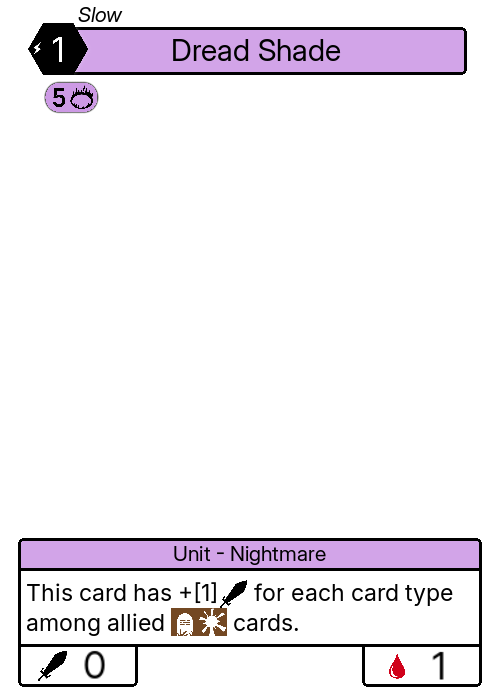 Slow
1 Dread Shade
5
Unit - Nightmare
This card has +[1] for each card type
among allied cards.
0 1